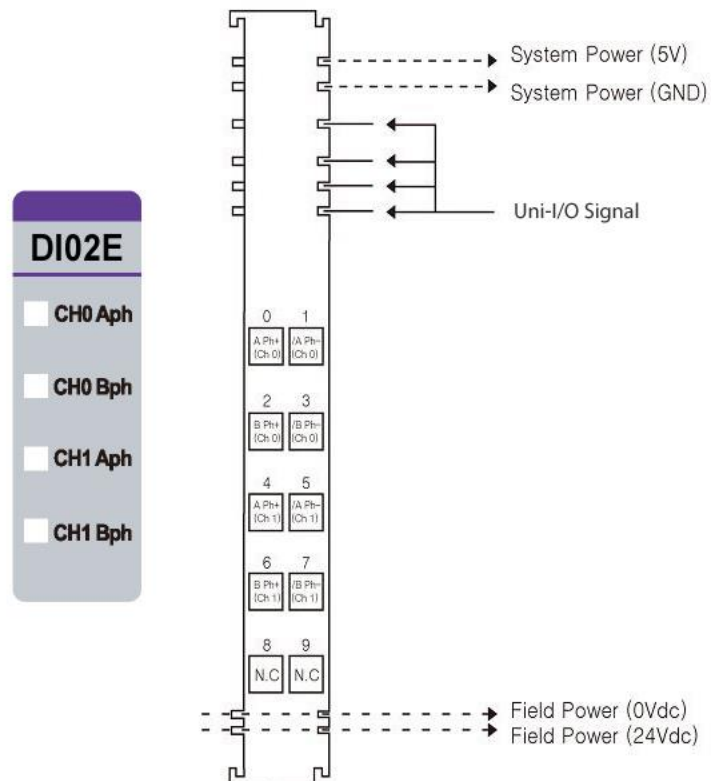 System Power (5V)
System Power (GND)
Uni-I/O Signal
DI02E
CH0 Aph
CH0 Bph
CH1 Aph
CH1 Bph
0 1
A Ph+ /A Ph-
(Ch 0) (Ch 0)
2 3
B Ph+ /B Ph-
(Ch 0) (Ch 0)
4 5
A Ph+ /A Ph-
(Ch 1) (Ch 1)
6 7
B Ph+ /B Ph-
(Ch 1) (Ch 1)
8 9
N.C N.C
Field Power (0Vdc)
Field Power (24Vdc)